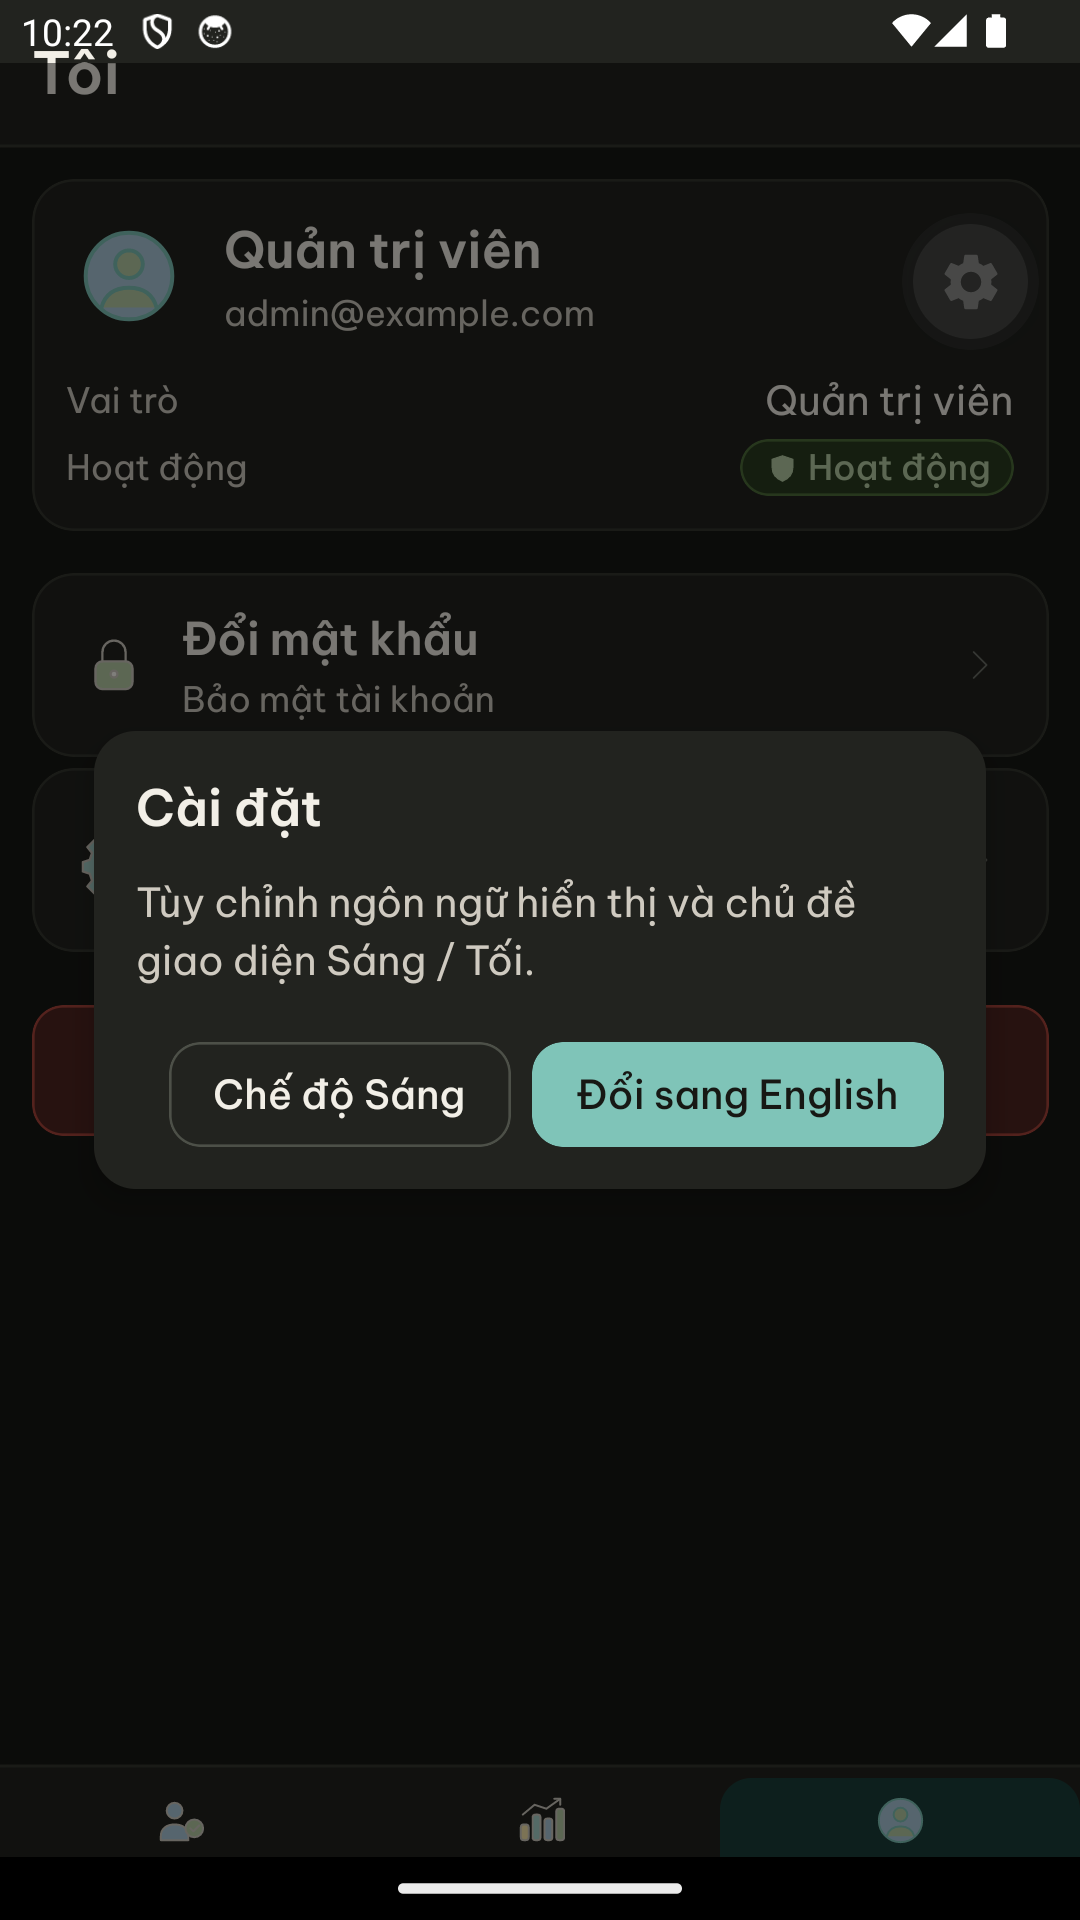 10:22
Tôi
Quản trị viên
admin@example.com
Vai trò
Quản trị viên
Hoạt động
Hoạt động
Đổi mật khẩu
Bảo mật tài khoản
Cài đặt
Tùy chỉnh ngôn ngữ hiển thị và chủ đề
giao diện Sáng / Tối.
Chế độ Sáng
Đổi sang English